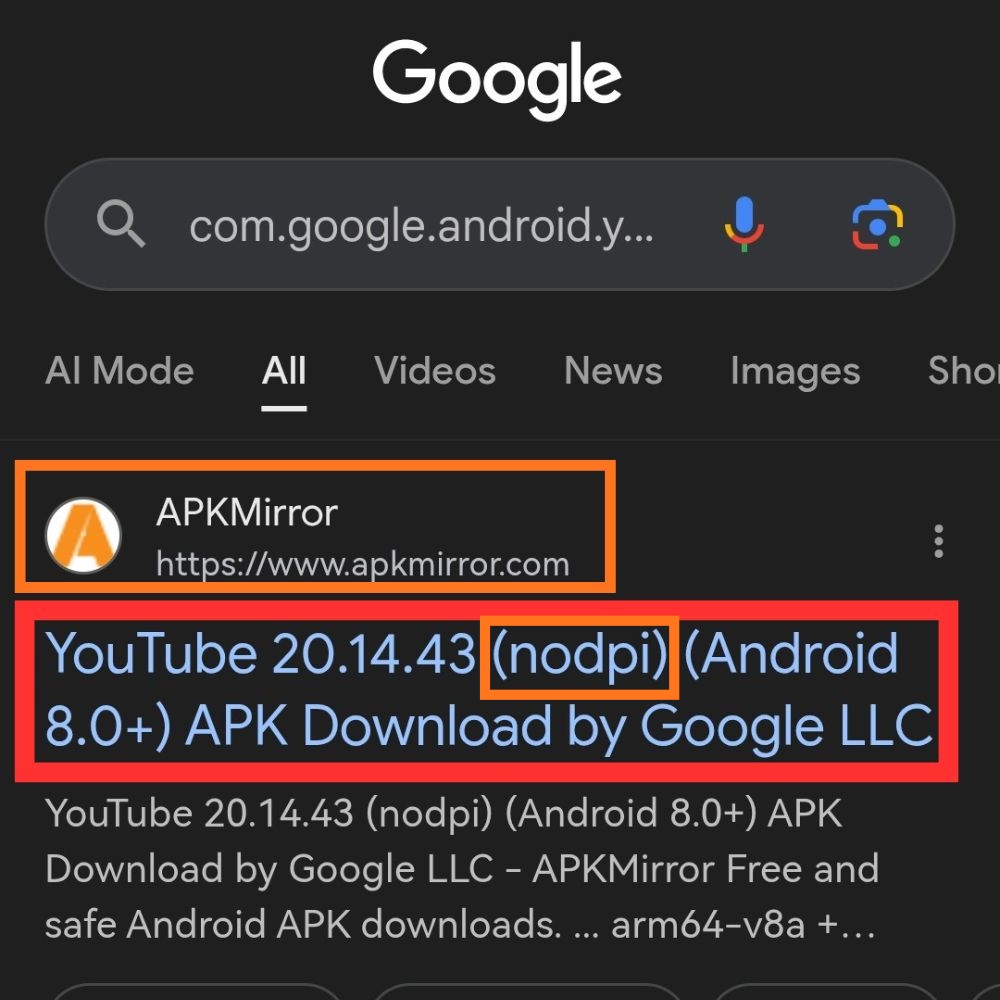 Google
com.google.android.y...
AI Mode All Videos News Images Sho
APKMirror
https://www.apkmirror.com
YouTube 20.14.43 (nodpi) (Android
8.0+) APK Download by Google LLC
YouTube 20.14.43 (nodpi) (Android 8.0+) APK
Download by Google LLC - APKMirror Free and
safe Android APK downloads. ... arm64-v8a +...